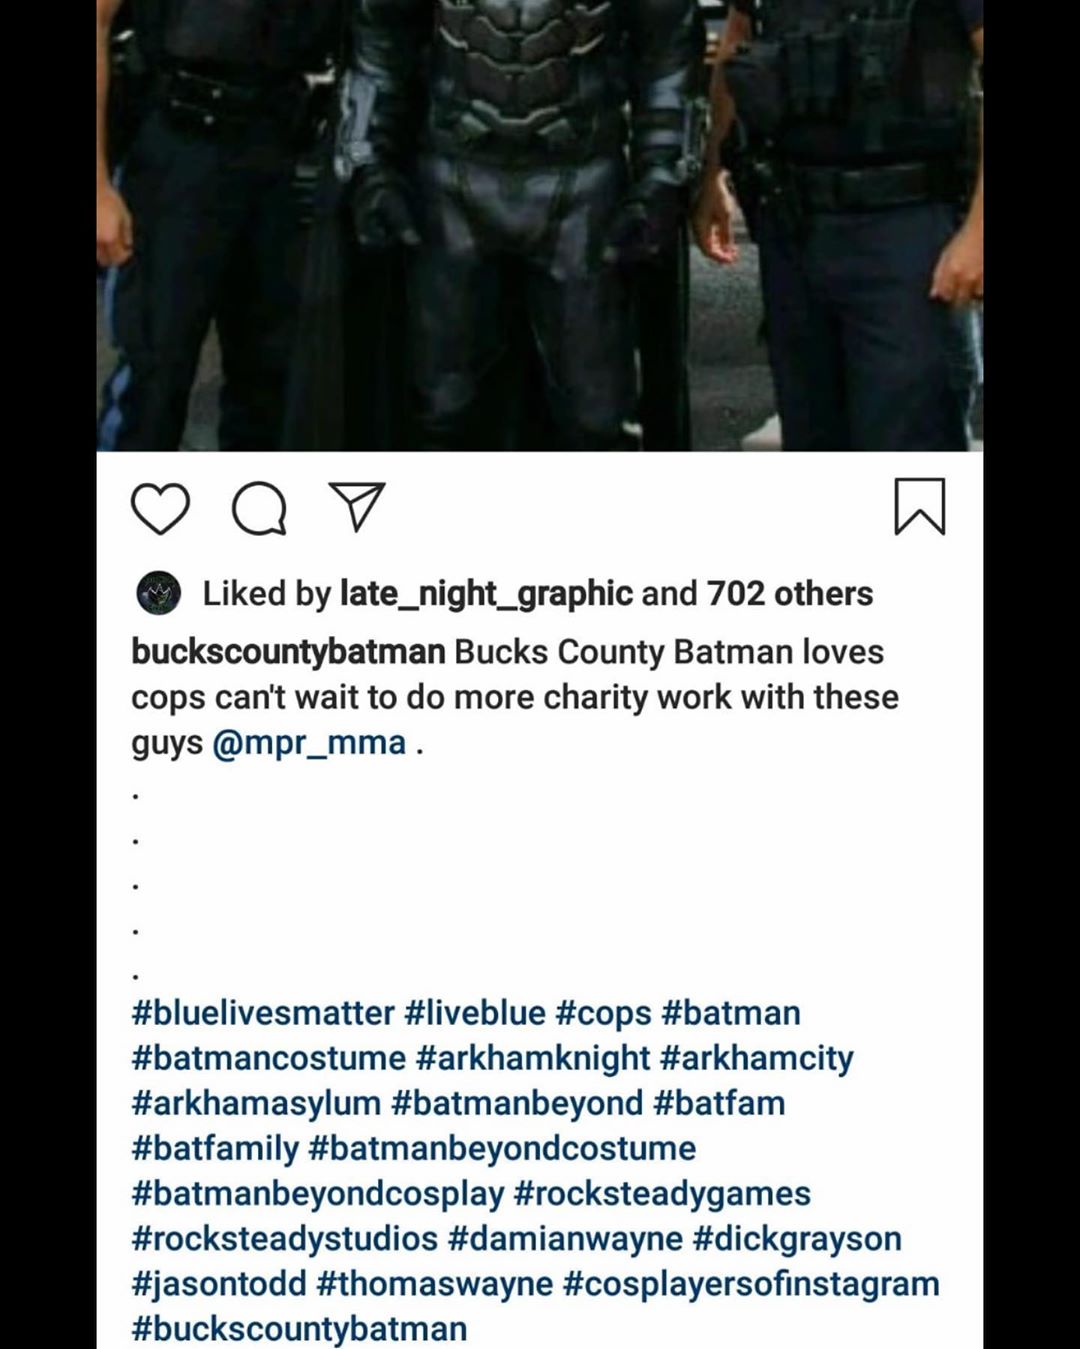 Liked by late_night_graphic and 702 others
buckscountybatman Bucks County Batman loves
cops can't wait to do more charity work with these
guys @mpr_mma .
.
.
.
.
.
#bluelivesmatter #liveblue #cops #batman
#batmancostume #arkhamknight #arkhamcity
#arkhamasylum #batmanbeyond #batfam
#batfamily #batmanbeyondcostume
#batmanbeyondcosplay #rocksteadygames
#rocksteadystudios #damianwayne #dickgrayson
#jasontodd #thomaswayne #cosplayersofinstagram
#buckscountybatman